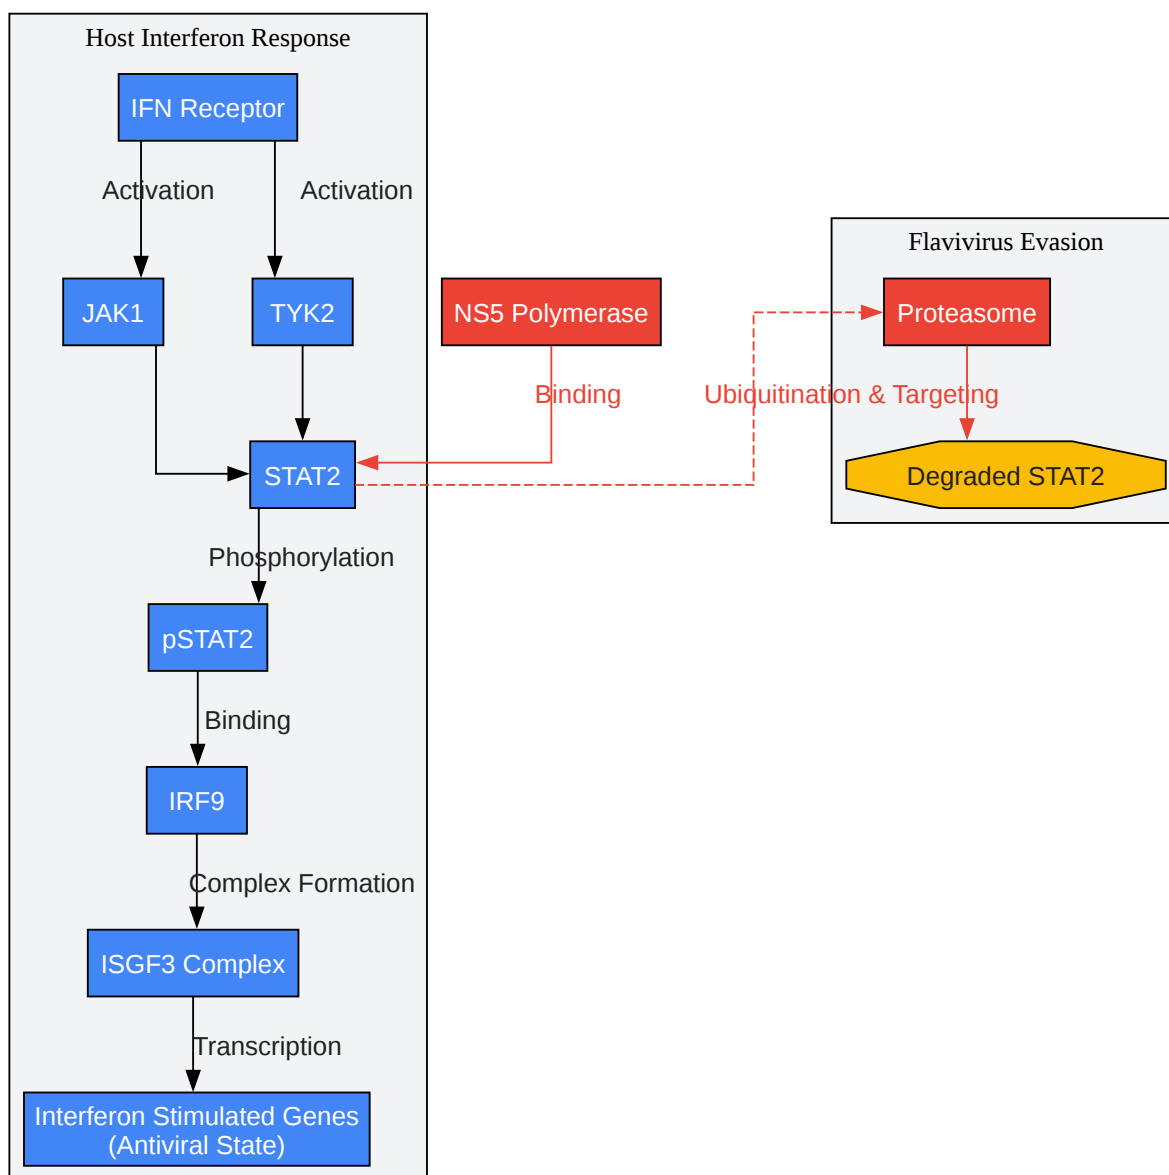 Host Interferon Response
IFN Receptor
Activation
Activation
Flavivirus Evasion
JAK1
TYK2
NS5 Polymerase
Proteasome
Binding
Ubiquitination & Targeting
STAT2
Degraded STAT2
Phosphorylation
pSTAT2
Binding
IRF9
Complex Formation
ISGF3 Complex
Transcription
Interferon Stimulated Genes
(Antiviral State)